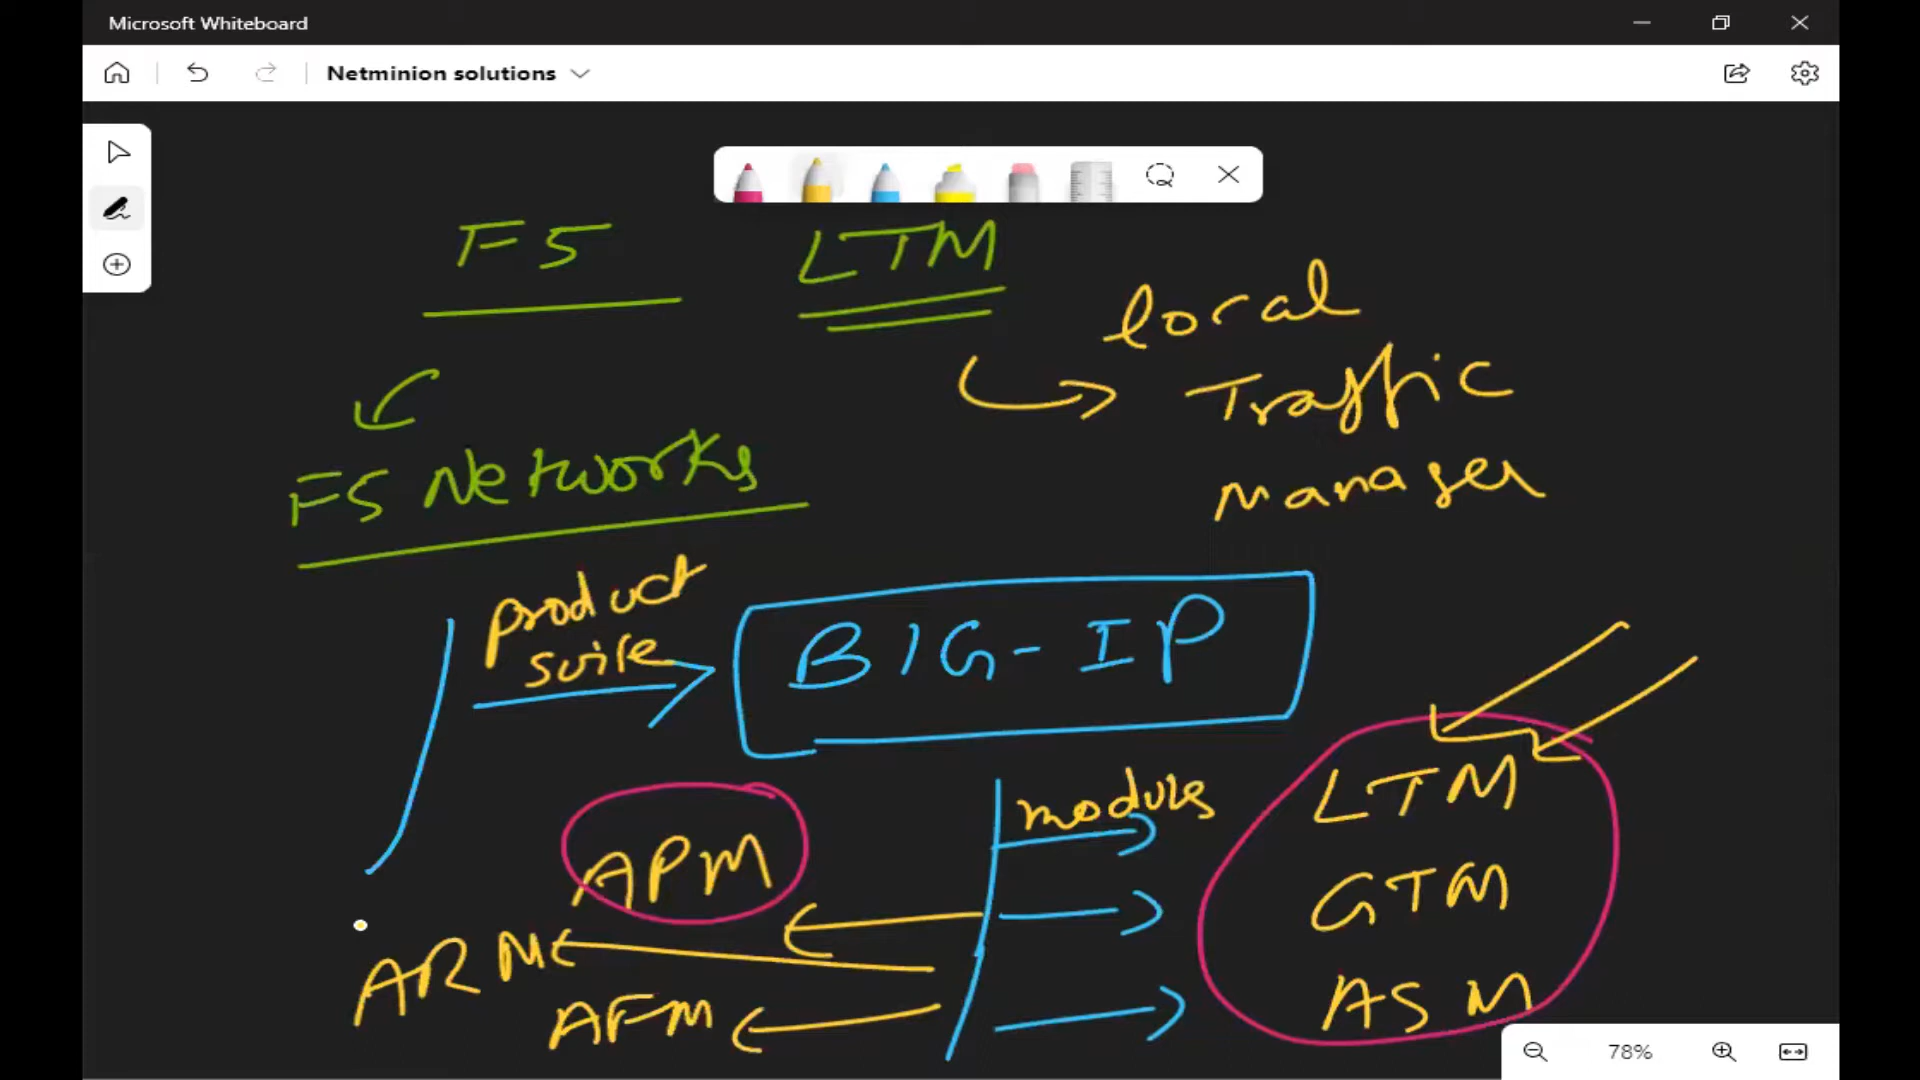 Microsoft Whiteboard
Netminion solutions
F5 LTM
local
Traffic
Manager
F5 Networks
product
suite
BIG-IP
modules
LTM
APM
GTM
ARM
ASM
AFM
78%